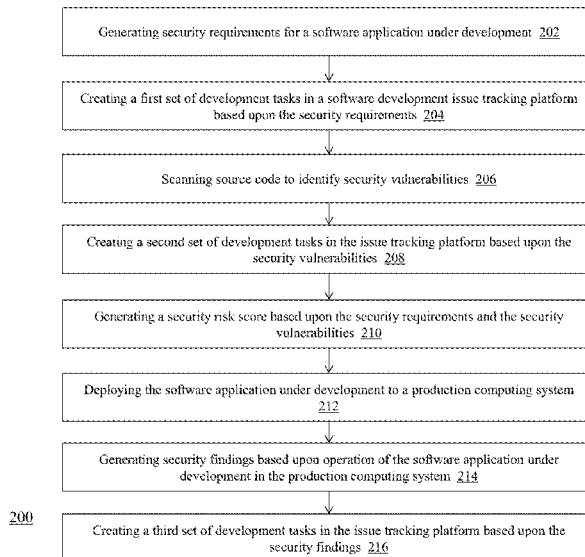 Generating security requirements for a software application under development 202
Creating a first set of development tasks in a software development issue tracking platform
based upon the security requirements 204
Scanning source code to identify security vulnerabilities 206
Creating a second set of development tasks in the issue tracking platform based upon the
security vulnerabilities 208
Generating a security risk score based upon the security requirements and the security
vulnerabilities 210
Deploying the software application under development to a production computing system
212
Generating security findings based upon operation of the software application under
development in the production computing system 214
200
Creating a third set of development tasks in the issue tracking platform based upon the
security findings 216